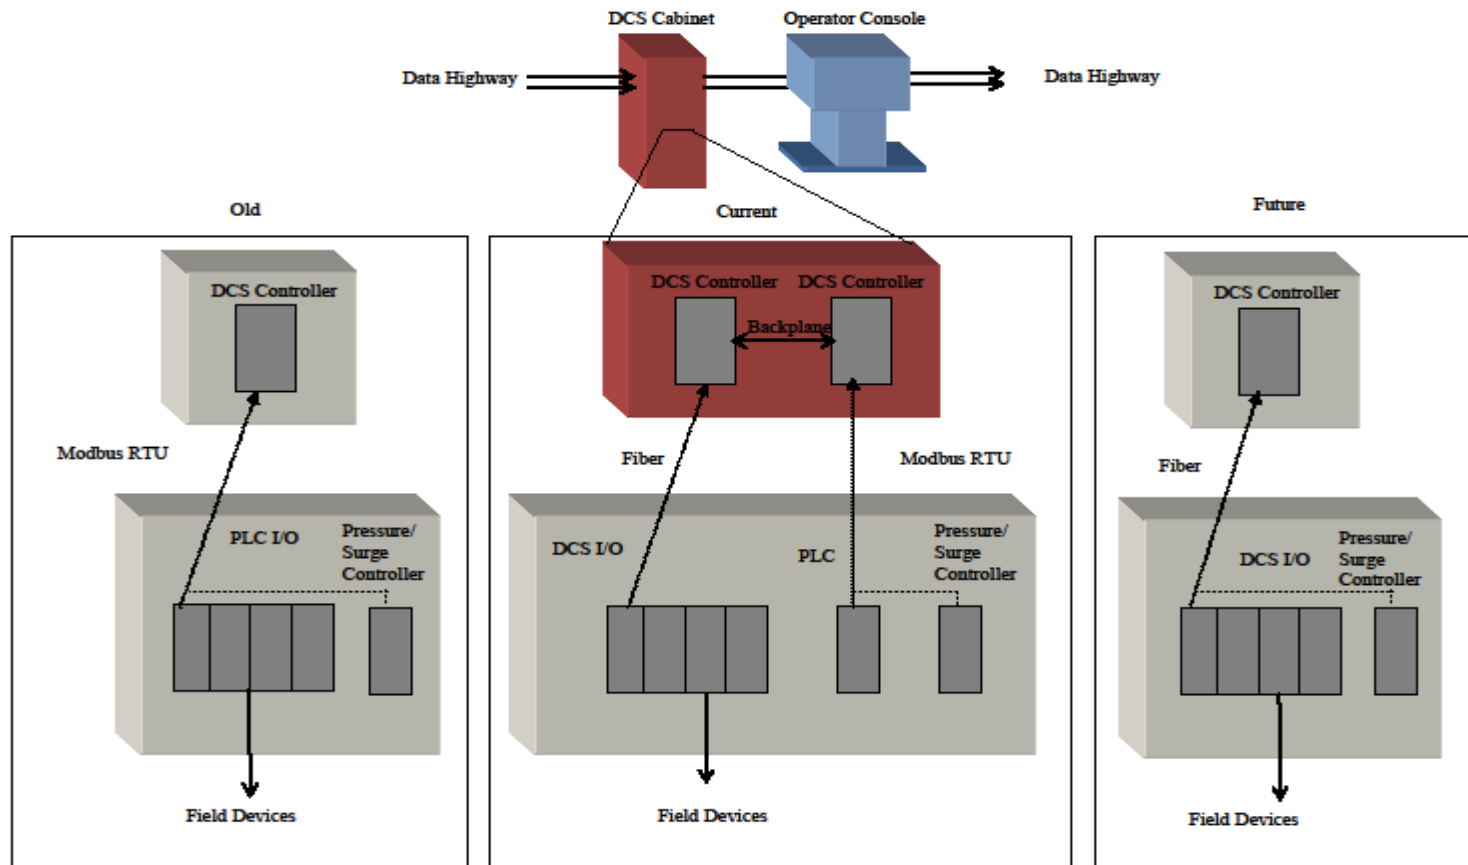 DCS Cabinet
Operator Console
Data Highway
Data Highway
Old
Current
Future
DCS Controller
Modbus RTU
PLC I/O
Pressure/
Surge
Controller
Field Devices
DCS Controller
DCS Controller
Backplane
Fiber
Modbus RTU
DCS I/O
PLC
Pressure/
Surge
Controller
Field Devices
DCS Controller
Fiber
DCS I/O
Pressure/
Surge
Controller
Field Devices